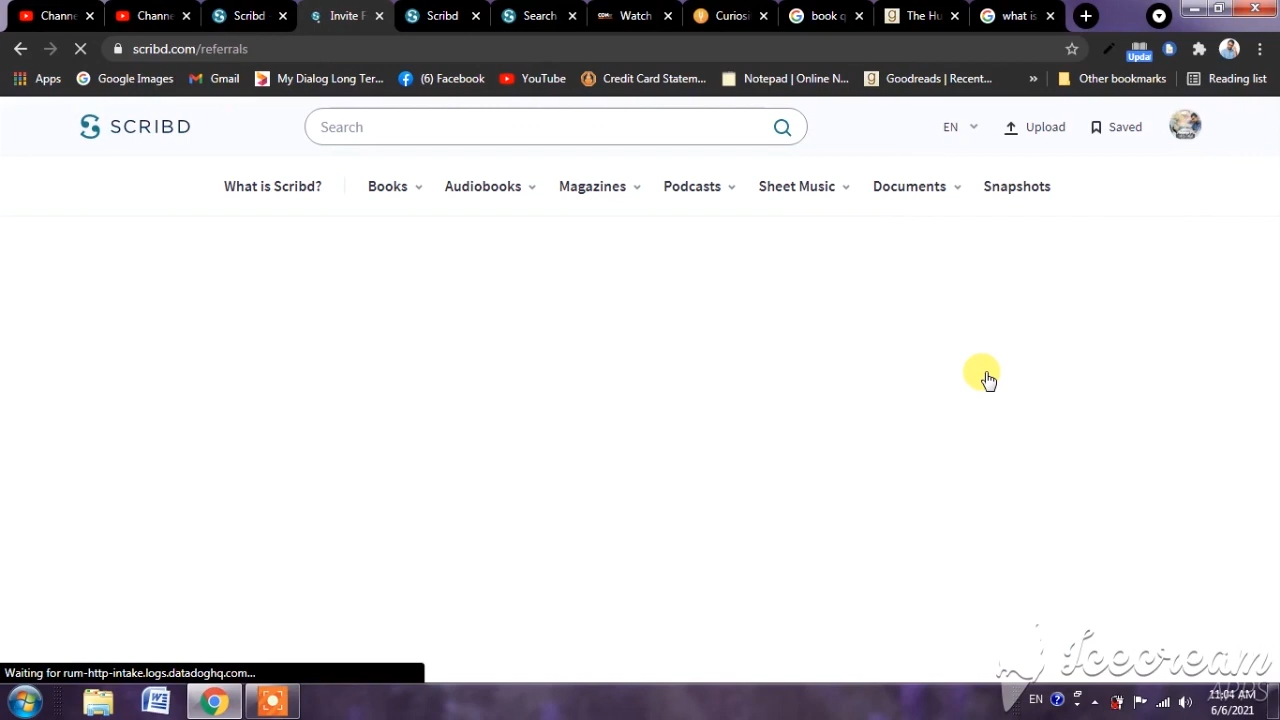 Channe
Channe
Scribd
Invite F
Scribd
Search
Watch
Curiosi
book q
The Hu
what is
scribd.com/referrals
Updat
Apps
Google Images
Gmail
My Dialog Long Ter...
(6) Facebook
YouTube
Credit Card Statem...
Notepad | Online N...
Goodreads | Recent...
»
Other bookmarks
Reading list
SCRIBD
Search
EN
Upload
Saved
What is Scribd?
Books
Audiobooks
Magazines
Podcasts
Sheet Music
Documents
Snapshots
Waiting for rum-http-intake.logs.datadoghq.com...
Icecream
APPS
EN
11:04 AM
6/6/2021